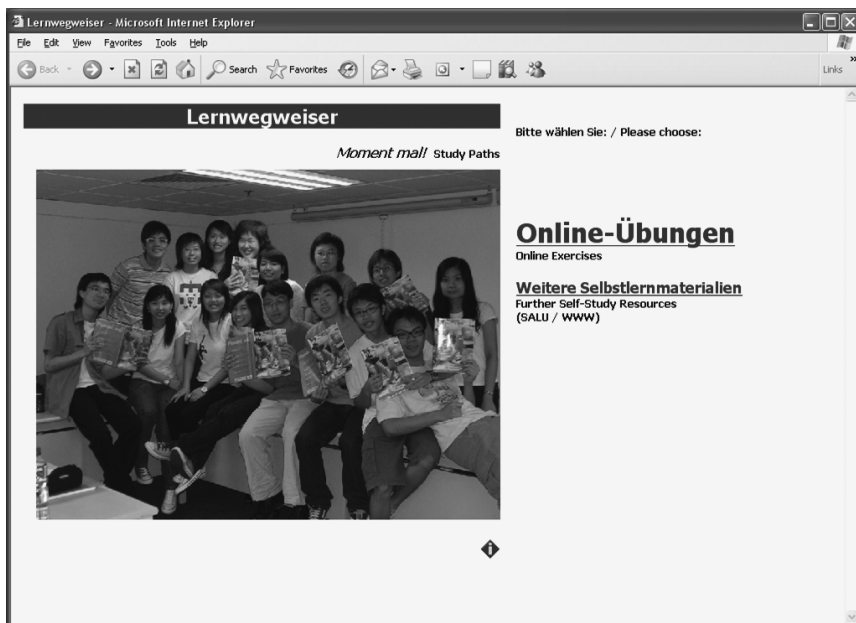 Lernwegweiser - Microsoft Internet Explorer
File Edit View Favorites Tools Help
Back Search Favorites Links »
Lernwegweiser
Moment mal! Study Paths
Bitte wählen Sie: / Please choose:
Online-Übungen
Online Exercises
Weitere Selbstlernmaterialien
Further Self-Study Resources
(SALU / WWW)
i